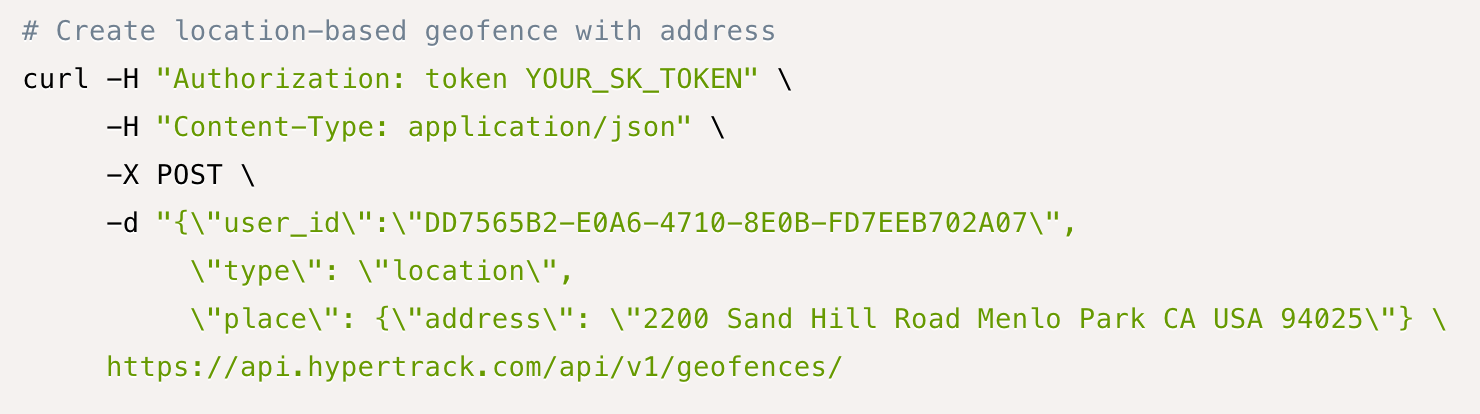 # Create location-based geofence with address
curl -H "Authorization: token YOUR_SK_TOKEN" \
-H "Content-Type: application/json" \
-X POST \
-d "{\"user_id\":\"DD7565B2-E0A6-4710-8E0B-FD7EEB702A07\",
\"type\": \"location\",
\"place\": {\"address\": \"2200 Sand Hill Road Menlo Park CA USA 94025\"} \
https://api.hypertrack.com/api/v1/geofences/